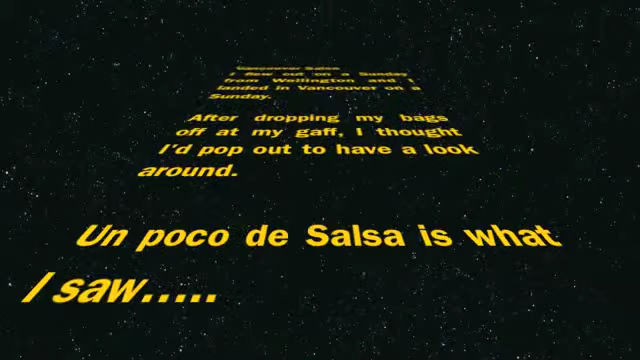 Vancouver Salsa
I flew out on a Sunday
from Wellington and I
landed in Vancouver on a
Sunday.
After dropping my bags
off at my gaff, I thought
I'd pop out to have a look
around.
Un poco de Salsa is what
I saw.....